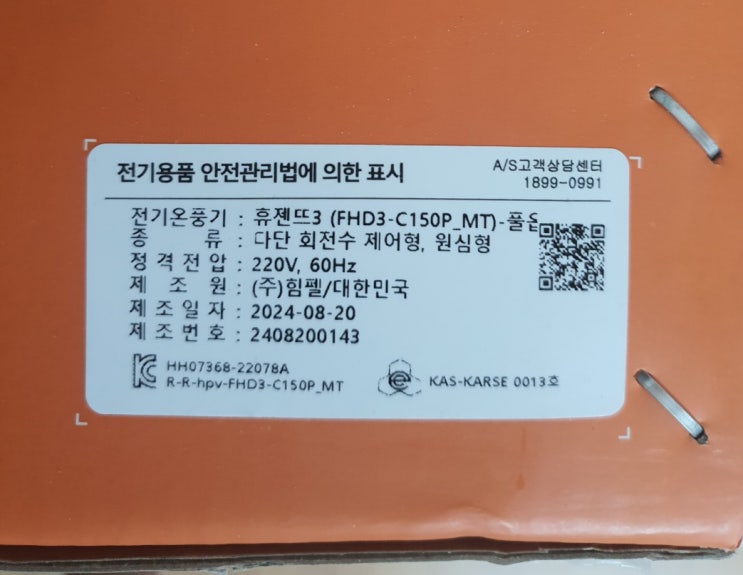 전기용품 안전관리법에 의한 표시
A/S고객상담센터
1899-0991
전기온풍기 : 휴젠뜨3 (FHD3-C150P_MT)-풀옵
종 류 : 다단 회전수 제어형, 원심형
정격전압 : 220V, 60Hz
제 조 원 : (주)힘펠/대한민국
제조일자 : 2024-08-20
제조번호 : 2408200143
HH07368-22078A
R-R-hpv-FHD3-C150P_MT
KAS-KARSE 0013호